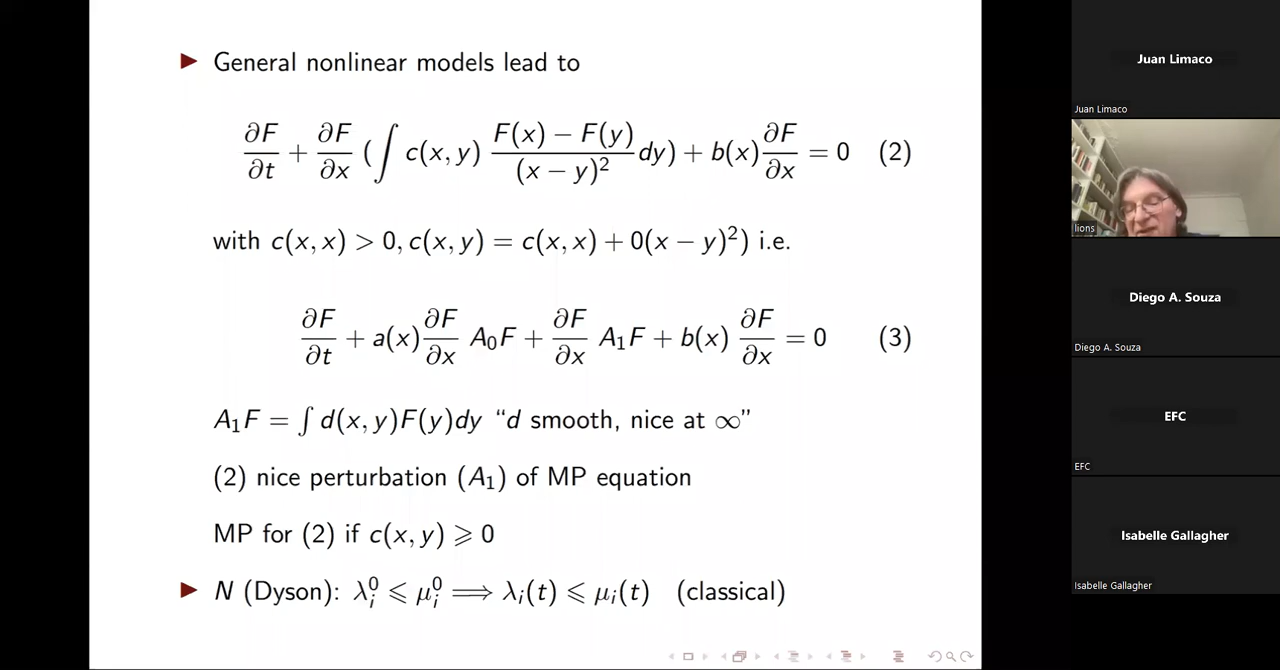 General nonlinear models lead to
∂F/∂t + ∂F/∂x (∫ c(x, y) F(x) − F(y)/(x − y)² dy) + b(x) ∂F/∂x = 0 (2)
with c(x, x) > 0, c(x, y) = c(x, x) + 0(x − y)²) i.e.
∂F/∂t + a(x) ∂F/∂x A₀F + ∂F/∂x A₁F + b(x) ∂F/∂x = 0 (3)
A₁F = ∫ d(x, y)F(y)dy “d smooth, nice at ∞”
(2) nice perturbation (A₁) of MP equation
MP for (2) if c(x, y) ⩾ 0
N (Dyson): λᵢ⁰ ⩽ μᵢ⁰ ⟹ λᵢ(t) ⩽ μᵢ(t) (classical)
Juan Limaco
Juan Limaco
lions
Diego A. Souza
Diego A. Souza
EFC
EFC
Isabelle Gallagher
Isabelle Gallagher